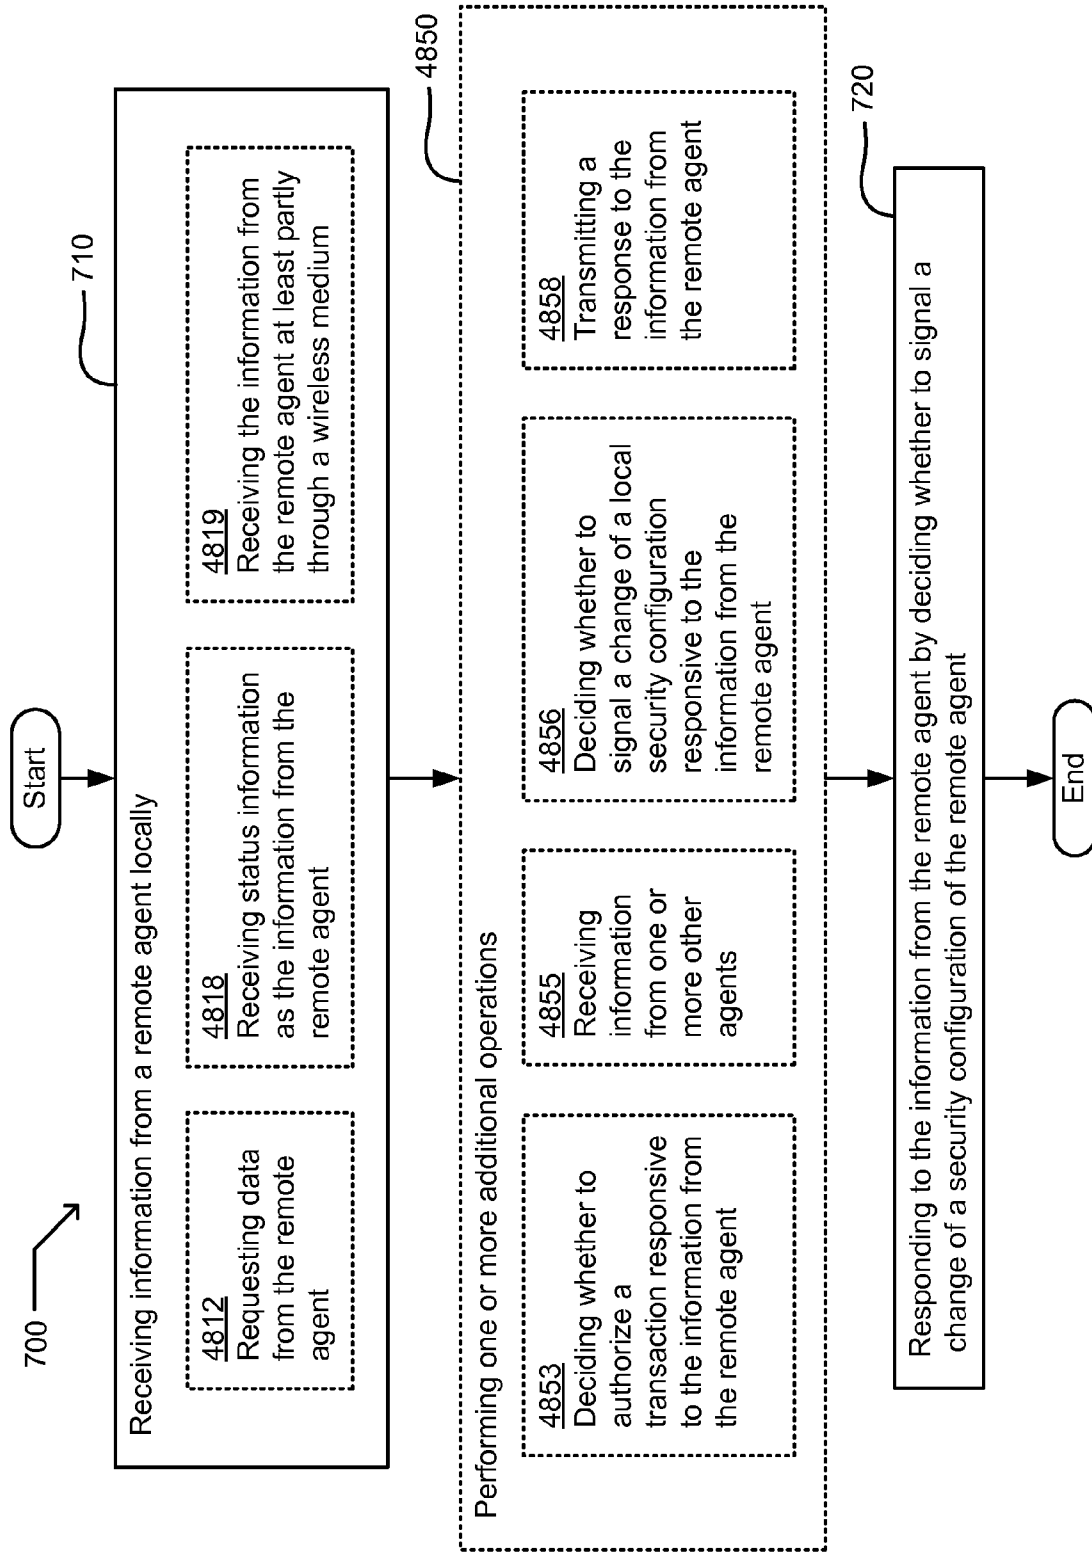 700
Start
710
Receiving information from a remote agent locally
4812
Requesting data
from the remote
agent
4818
Receiving status information
as the information from the
remote agent
4819
Receiving the information from
the remote agent at least partly
through a wireless medium
4850
Performing one or more additional operations
4853
Deciding whether to
authorize a
transaction responsive
to the information from
the remote agent
4855
Receiving
information
from one or
more other
agents
4856
Deciding whether to
signal a change of a local
security configuration
responsive to the
information from the
remote agent
4858
Transmitting a
response to the
information from
the remote agent
720
Responding to the information from the remote agent by deciding whether to signal a
change of a security configuration of the remote agent
End